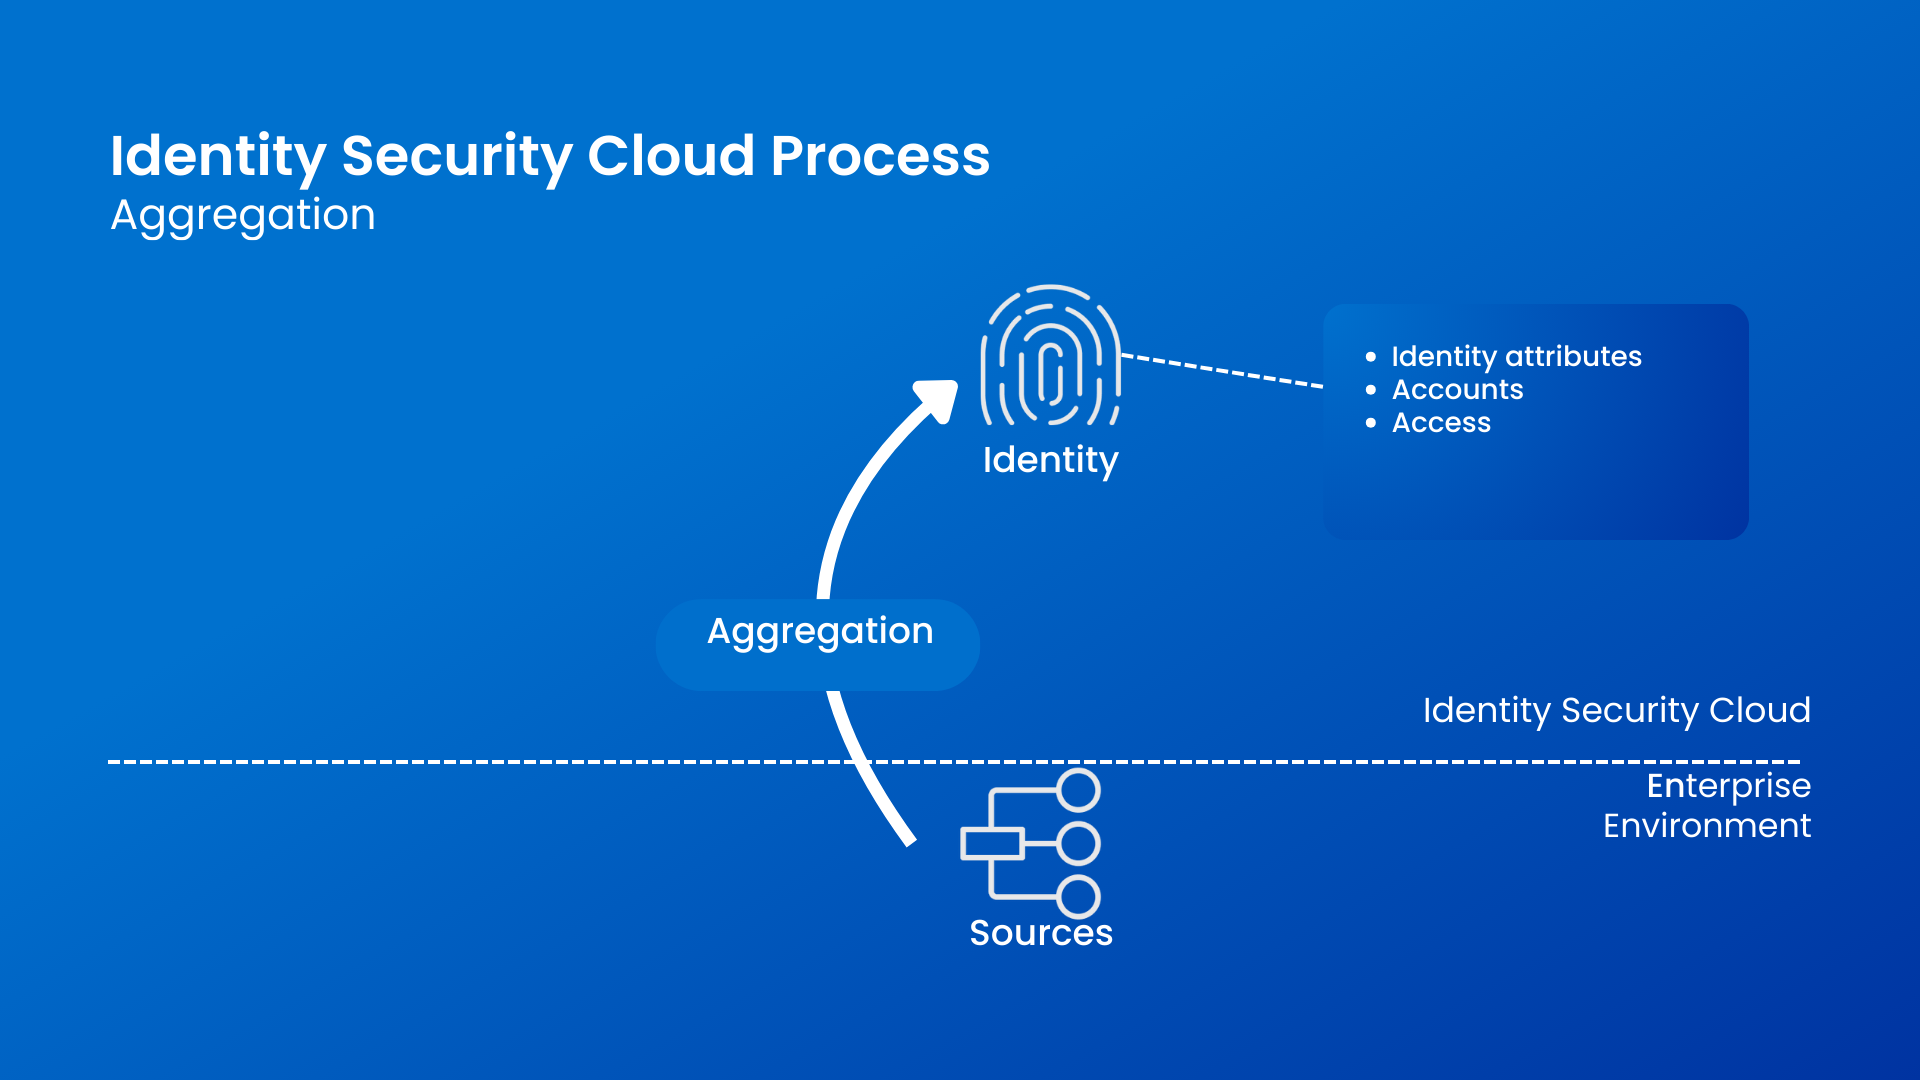 Identity Security Cloud Process
Aggregation
• Identity attributes
• Accounts
• Access
Identity
Aggregation
Identity Security Cloud
Enterprise
Environment
Sources